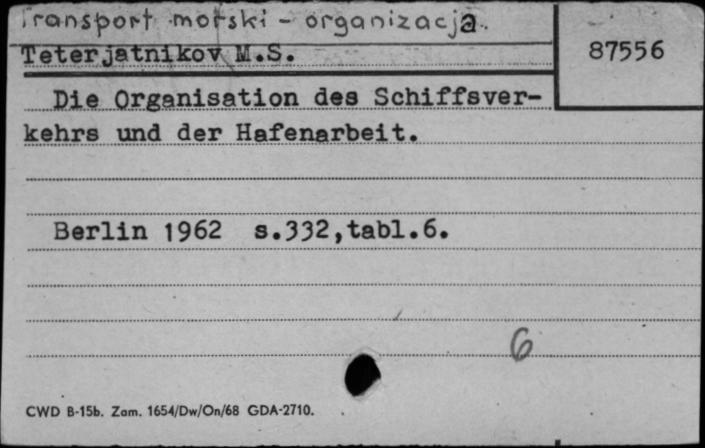 Transport morski - organizacja.
Teterjatnikov M.S.
87556
Die Organisation des Schiffsver-
kehrs und der Hafenarbeit.
Berlin 1962 s.332,tabl.6.
6
CWD B-15b. Zam. 1654/Dw/On/68 GDA-2710.